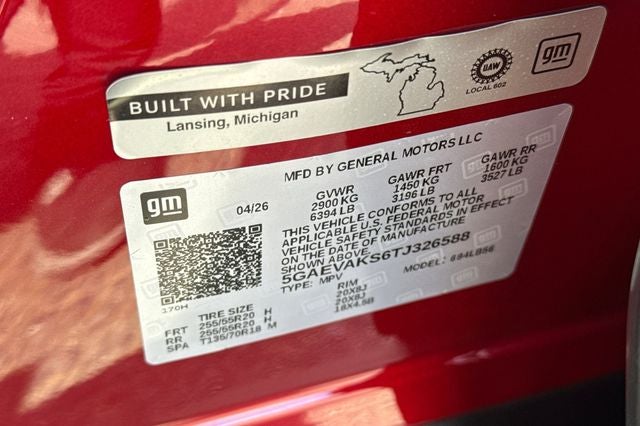 BUILT WITH PRIDE
Lansing, Michigan
UAW
LOCAL 602
gm
MFD BY GENERAL MOTORS LLC
gm
04/26
GVWR GAWR FRT GAWR RR
2900 KG 1450 KG 1600 KG
6394 LB 3196 LB 3527 LB
THIS VEHICLE CONFORMS TO ALL
APPLICABLE U.S. FEDERAL MOTOR
VEHICLE SAFETY STANDARDS IN EFFECT
ON THE DATE OF MANUFACTURE
SHOWN ABOVE
5GAEVAKS6TJ326588
TYPE: MPV MODEL: 694LB56
170H
TIRE SIZE RIM
FRT 255/55R20 H 20X8J
RR 255/55R20 H 20X8J
SPA T135/70R18 M 18X4.5B